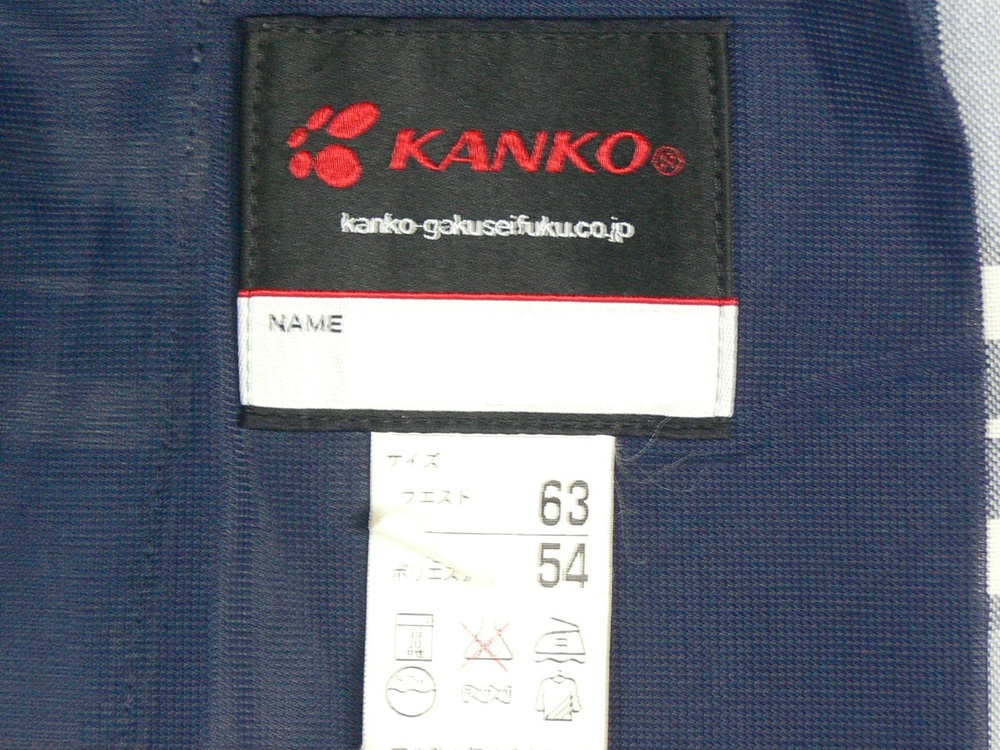 KANKO®
kanko-gakuseifuku.co.jp
NAME
サイズ
ウエスト 63
54